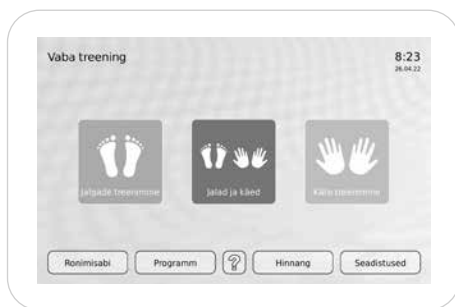 Vaba treening
8:23
26.04.22
Jalgade treenimine
Jalad ja käed
Käte treenimine
Ronimisabi
Programm
?
Hinnang
Seadistused